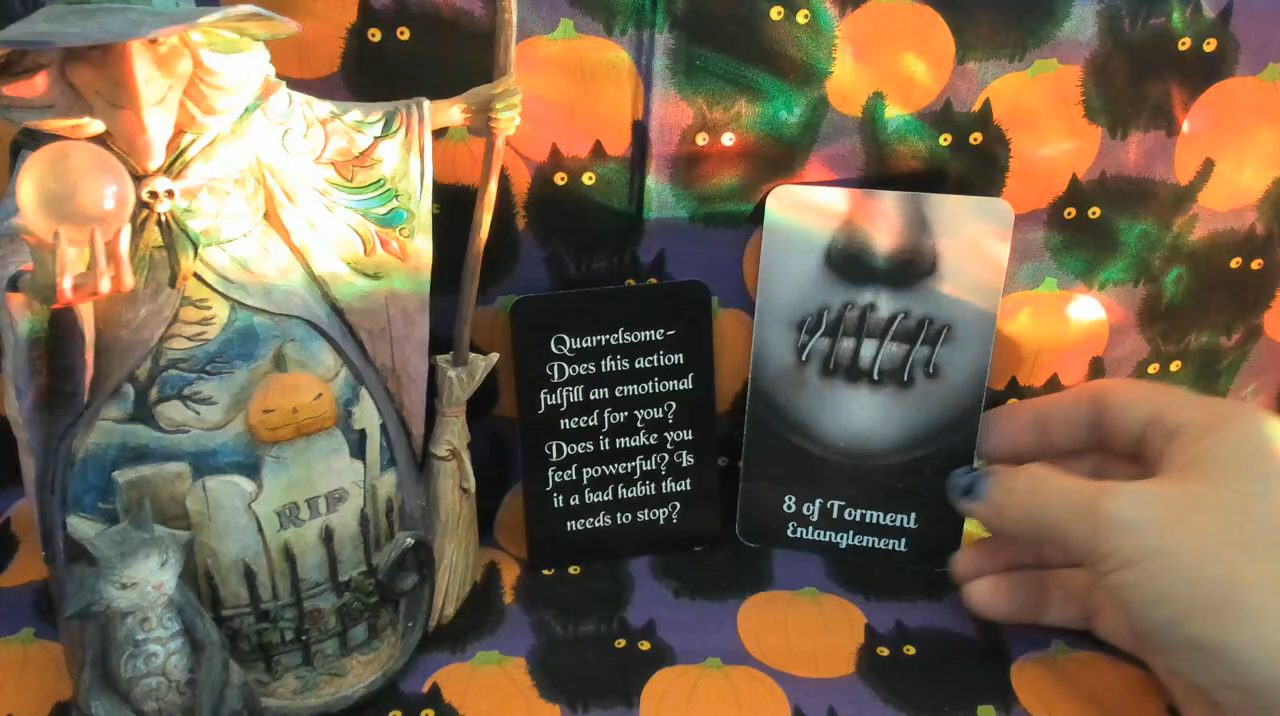 RIP
Quarrelsome-
Does this action
fulfill an emotional
need for you?
Does it make you
feel powerful? Is
it a bad habit that
needs to stop?
8 of Torment
Entanglement